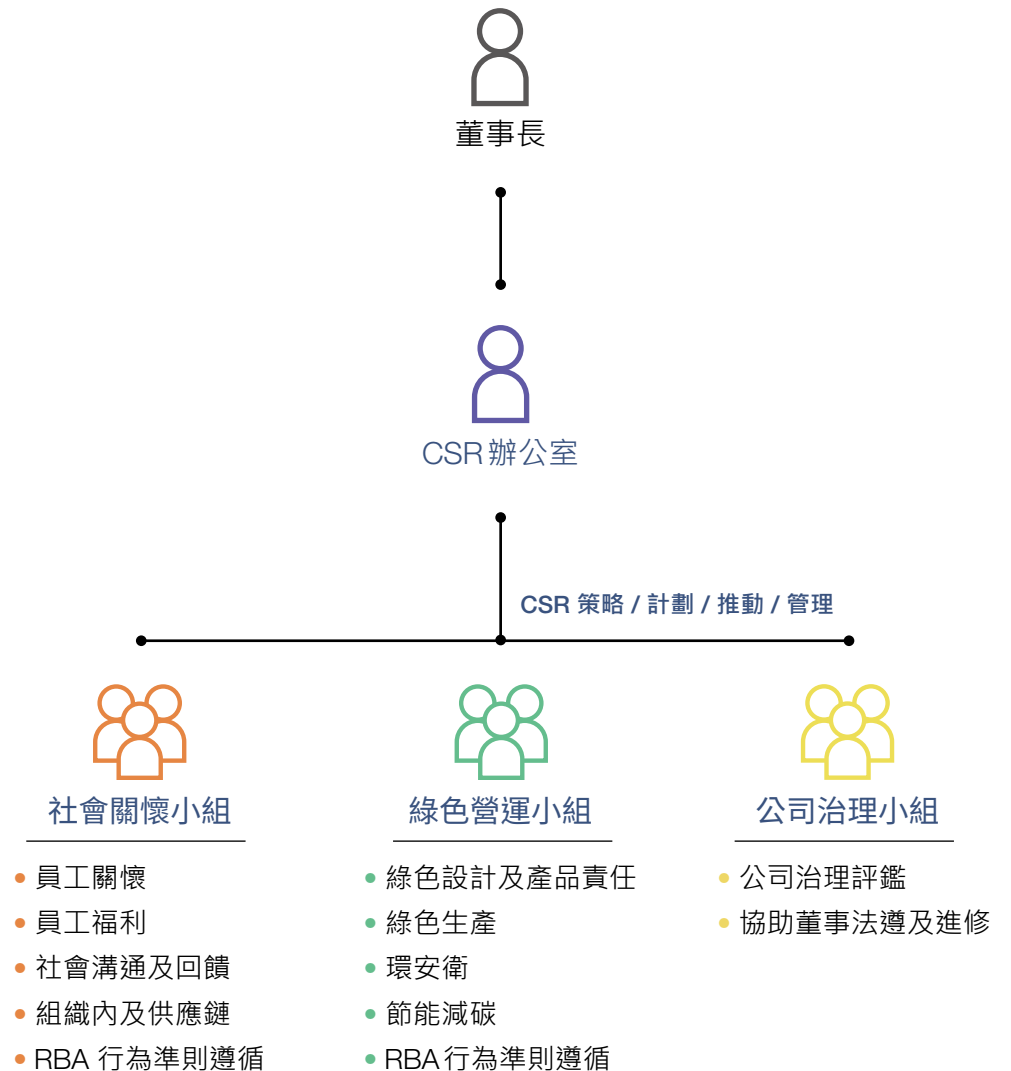 董事長
CSR 辦公室
CSR 策略 / 計劃 / 推動 / 管理
社會關懷小組
• 員工關懷
• 員工福利
• 社會溝通及回饋
• 組織內及供應鏈
• RBA 行為準則遵循
綠色營運小組
• 綠色設計及產品責任
• 綠色生產
• 環安衛
• 節能減碳
• RBA 行為準則遵循
公司治理小組
• 公司治理評鑑
• 協助董事法遵及進修